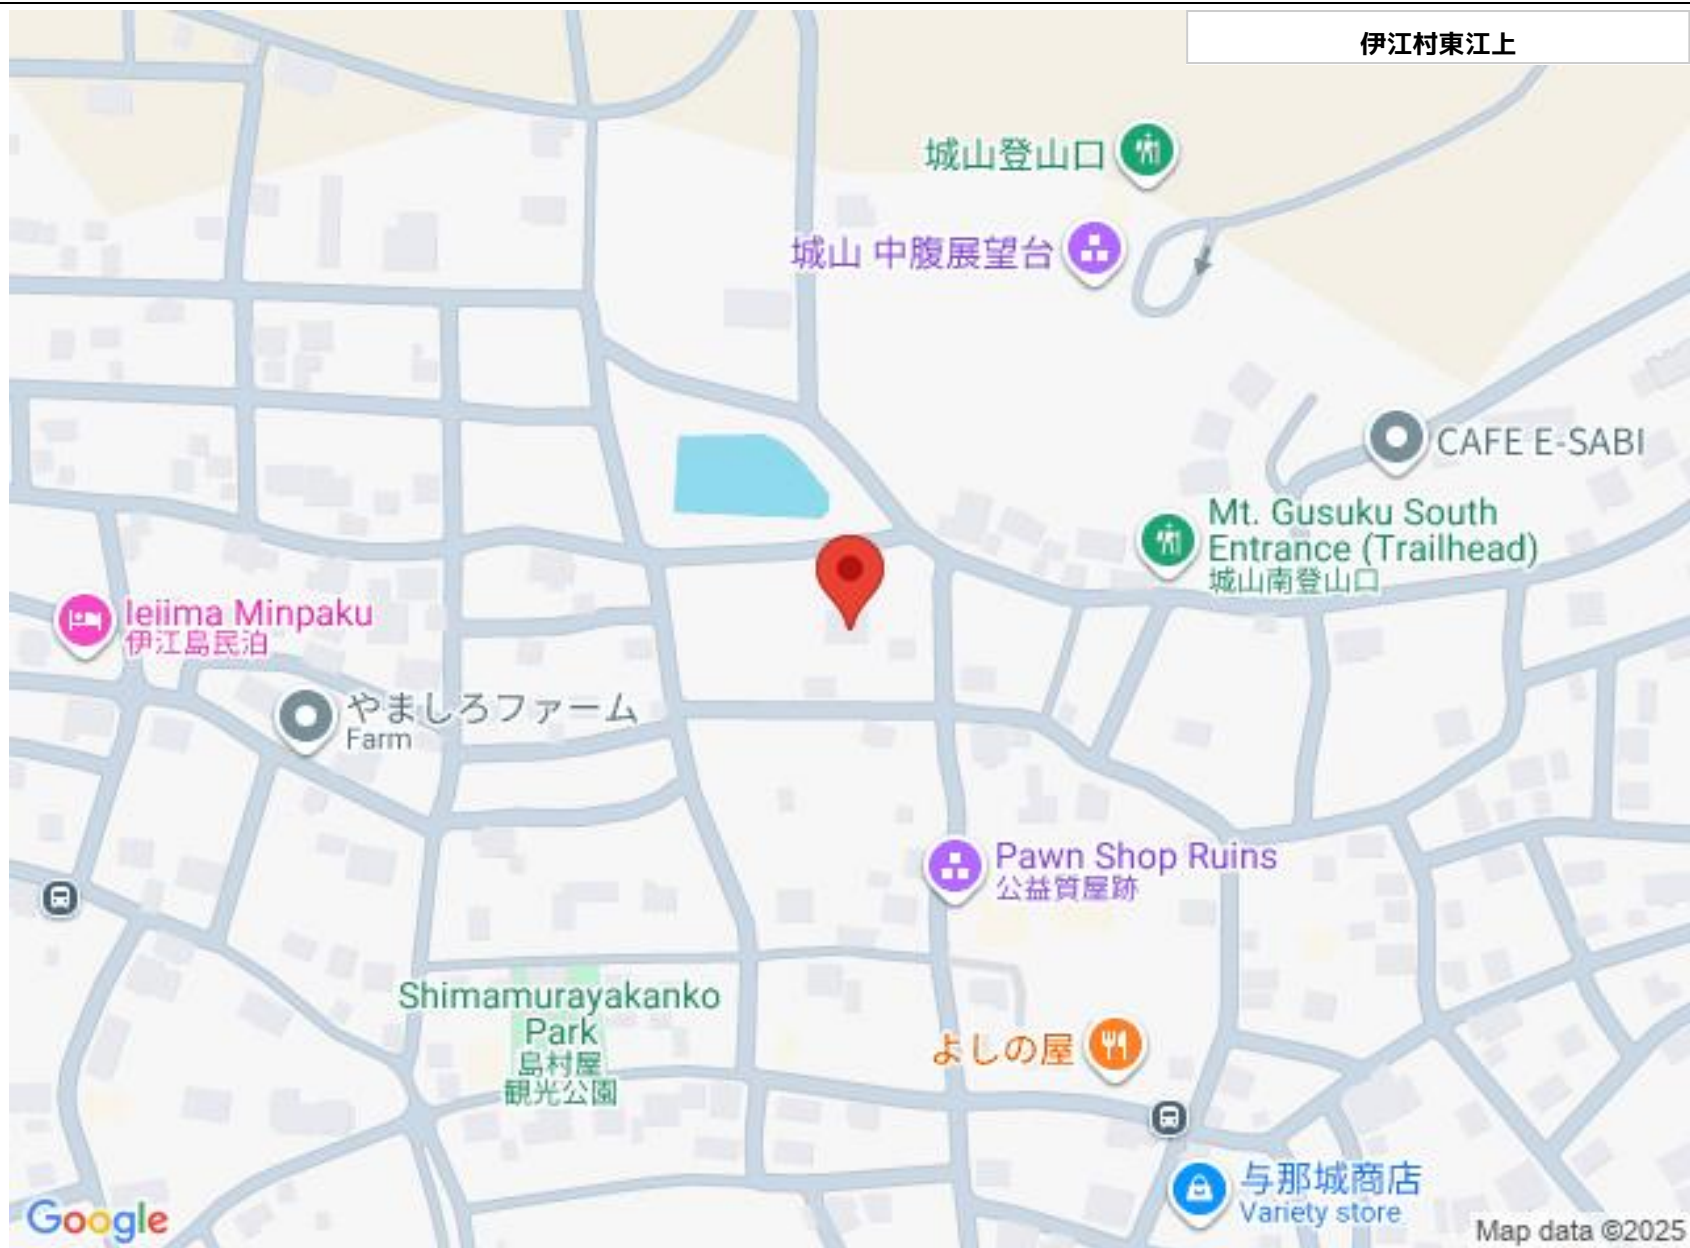 伊江村東江上
城山登山口
城山 中腹展望台
CAFE E-SABI
Mt. Gusuku South
Entrance (Trailhead)
城山南登山口
Ieijima Minpaku
伊江島民泊
やましろファーム
Farm
Pawn Shop Ruins
公益質屋跡
Shimamurayakanko
Park
島村屋
観光公園
よしの屋
与那城商店
Variety store
Google
Map data ©2025